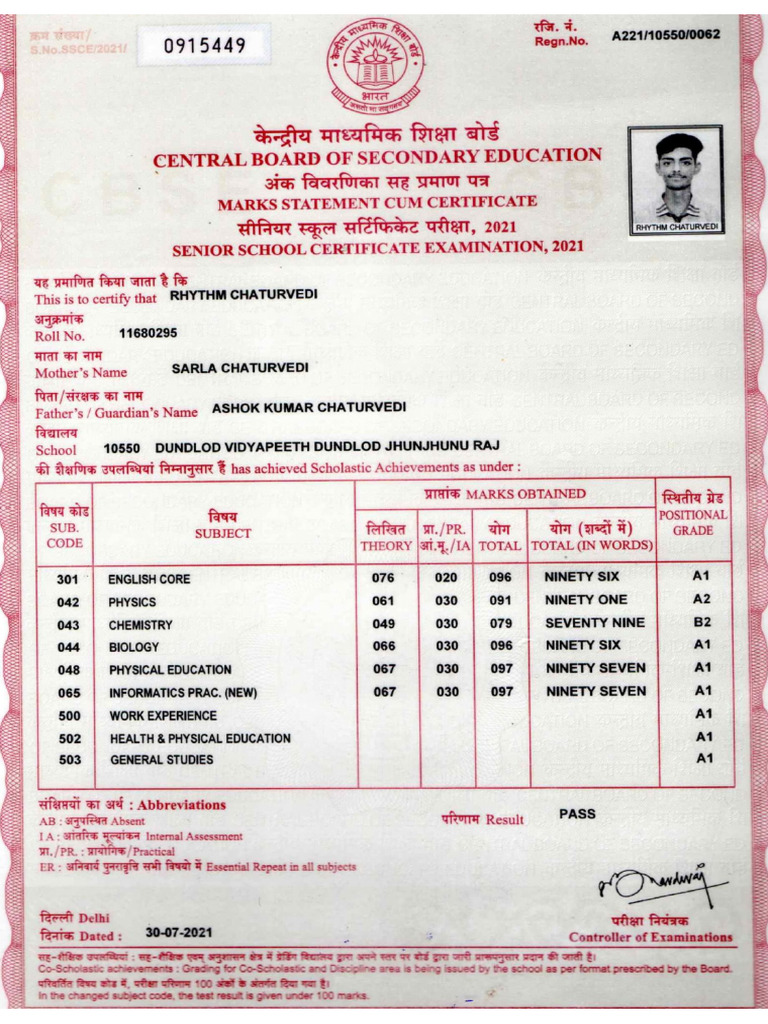 क्रम संख्या/
S.No.SSCE/2021/
0915449
रजि. नं.
Regn.No.
A221/10550/0062
केन्द्रीय माध्यमिक शिक्षा बोर्ड
भारत
असतो मा सद्गमय
केन्द्रीय माध्यमिक शिक्षा बोर्ड
CENTRAL BOARD OF SECONDARY EDUCATION
अंक विवरणिका सह प्रमाण पत्र
MARKS STATEMENT CUM CERTIFICATE
सीनियर स्कूल सर्टिफिकेट परीक्षा, 2021
SENIOR SCHOOL CERTIFICATE EXAMINATION, 2021
RHYTHM CHATURVEDI
यह प्रमाणित किया जाता है कि
This is to certify that RHYTHM CHATURVEDI
अनुक्रमांक
Roll No. 11680295
माता का नाम
Mother's Name SARLA CHATURVEDI
पिता/संरक्षक का नाम
Father's / Guardian's Name ASHOK KUMAR CHATURVEDI
विद्यालय
School 10550 DUNDLOD VIDYAPEETH DUNDLOD JHUNJHUNU RAJ
की शैक्षणिक उपलब्धियां निम्नानुसार हैं has achieved Scholastic Achievements as under :
विषय कोड SUB. CODE विषय SUBJECT प्राप्तांक MARKS OBTAINED स्थितीय ग्रेड POSITIONAL GRADE
लिखित THEORY प्रा./PR. आं.मू./IA योग TOTAL योग (शब्दों में) TOTAL (IN WORDS)
301 ENGLISH CORE 076 020 096 NINETY SIX A1
042 PHYSICS 061 030 091 NINETY ONE A2
043 CHEMISTRY 049 030 079 SEVENTY NINE B2
044 BIOLOGY 066 030 096 NINETY SIX A1
048 PHYSICAL EDUCATION 067 030 097 NINETY SEVEN A1
065 INFORMATICS PRAC. (NEW) 067 030 097 NINETY SEVEN A1
500 WORK EXPERIENCE A1
502 HEALTH & PHYSICAL EDUCATION A1
503 GENERAL STUDIES A1
संक्षिप्तियों का अर्थ : Abbreviations
AB : अनुपस्थित Absent
परिणाम Result PASS
I A : आंतरिक मूल्यांकन Internal Assessment
प्रा./PR. : प्रायोगिक/Practical
ER : अनिवार्य पुनरावृत्ति सभी विषयो में Essential Repeat in all subjects
दिल्ली Delhi
दिनांक Dated : 30-07-2021
परीक्षा नियंत्रक
Controller of Examinations
सह-शैक्षिक उपलब्धियां : सह-शैक्षिक एवम् अनुशासन क्षेत्र में ग्रेडिंग विद्यालय द्वारा अपने स्तर पर बोर्ड द्वारा जारी प्रारूपनुसार प्रदान की जाती है।
Co-Scholastic achievements : Grading for Co-Scholastic and Discipline area is being issued by the school as per format prescribed by the Board.
परिवर्तित विषय कोड में, परीक्षा परिणाम 100 अंकों के अंतर्गत दिया गया है।
In the changed subject code, the test result is given under 100 marks.